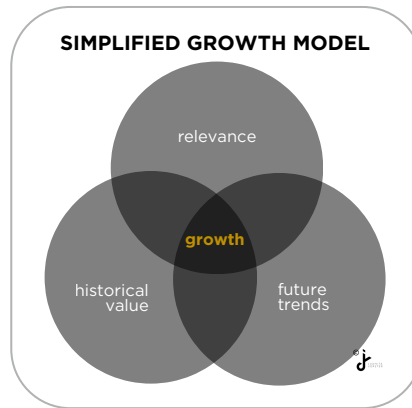 SIMPLIFIED GROWTH MODEL
relevance
growth
historical
value
future
trends
©